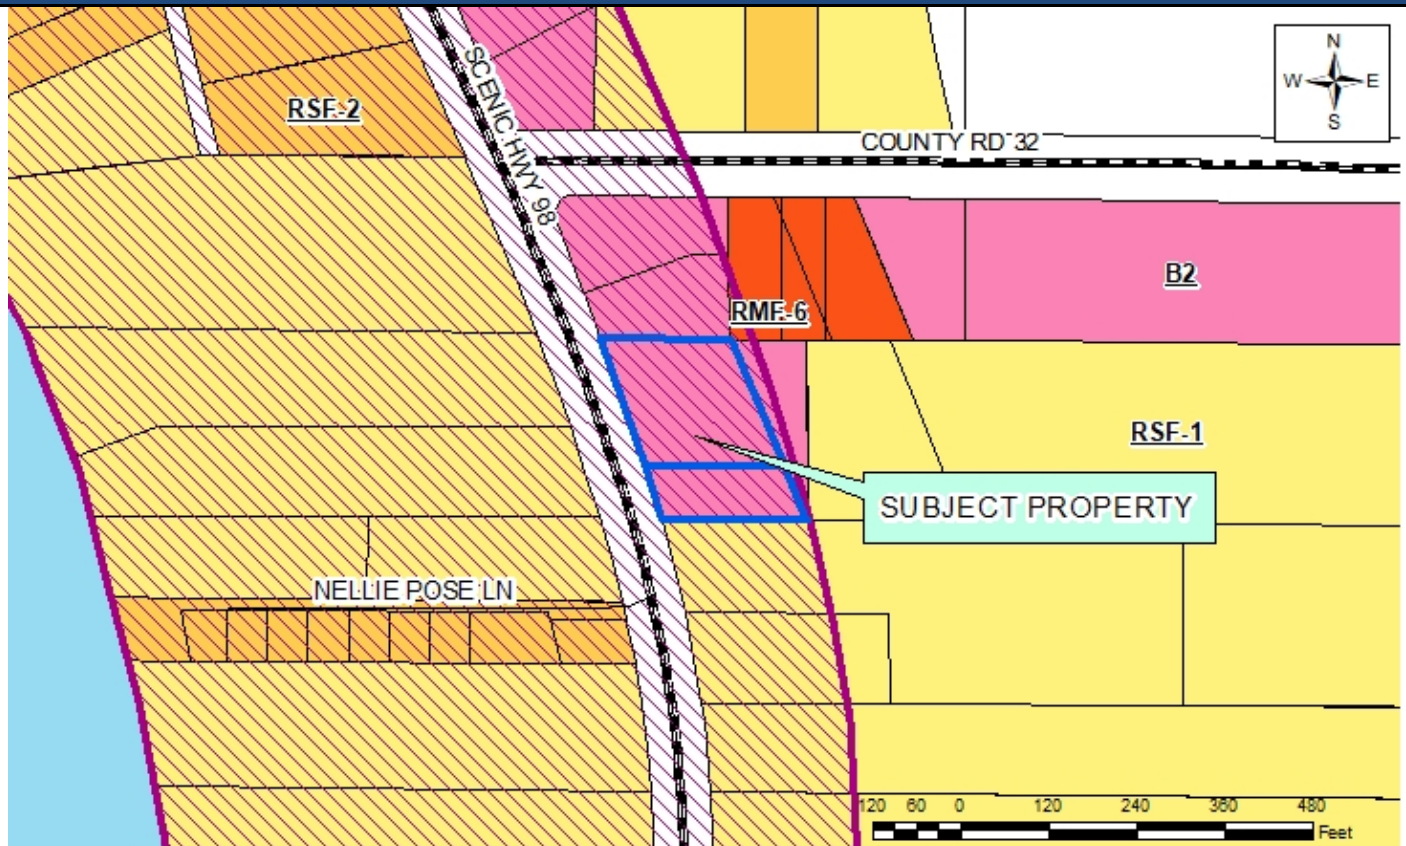 N
W E
S
SCENIC HWY 98
RSF-2
COUNTY RD 32
B2
RMF-6
RSF-1
SUBJECT PROPERTY
NELLIE POSE LN
120 60 0 120 240 360 480
Feet